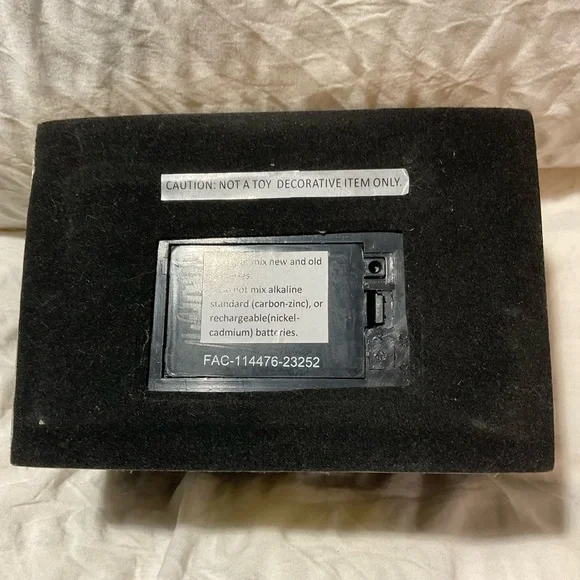 CAUTION: NOT A TOY DECORATIVE ITEM ONLY.
mix new and old
not mix alkaline
standard (carbon-zinc), or
rechargeable(nickel-
cadmium) batteries.
FAC-114476-23252